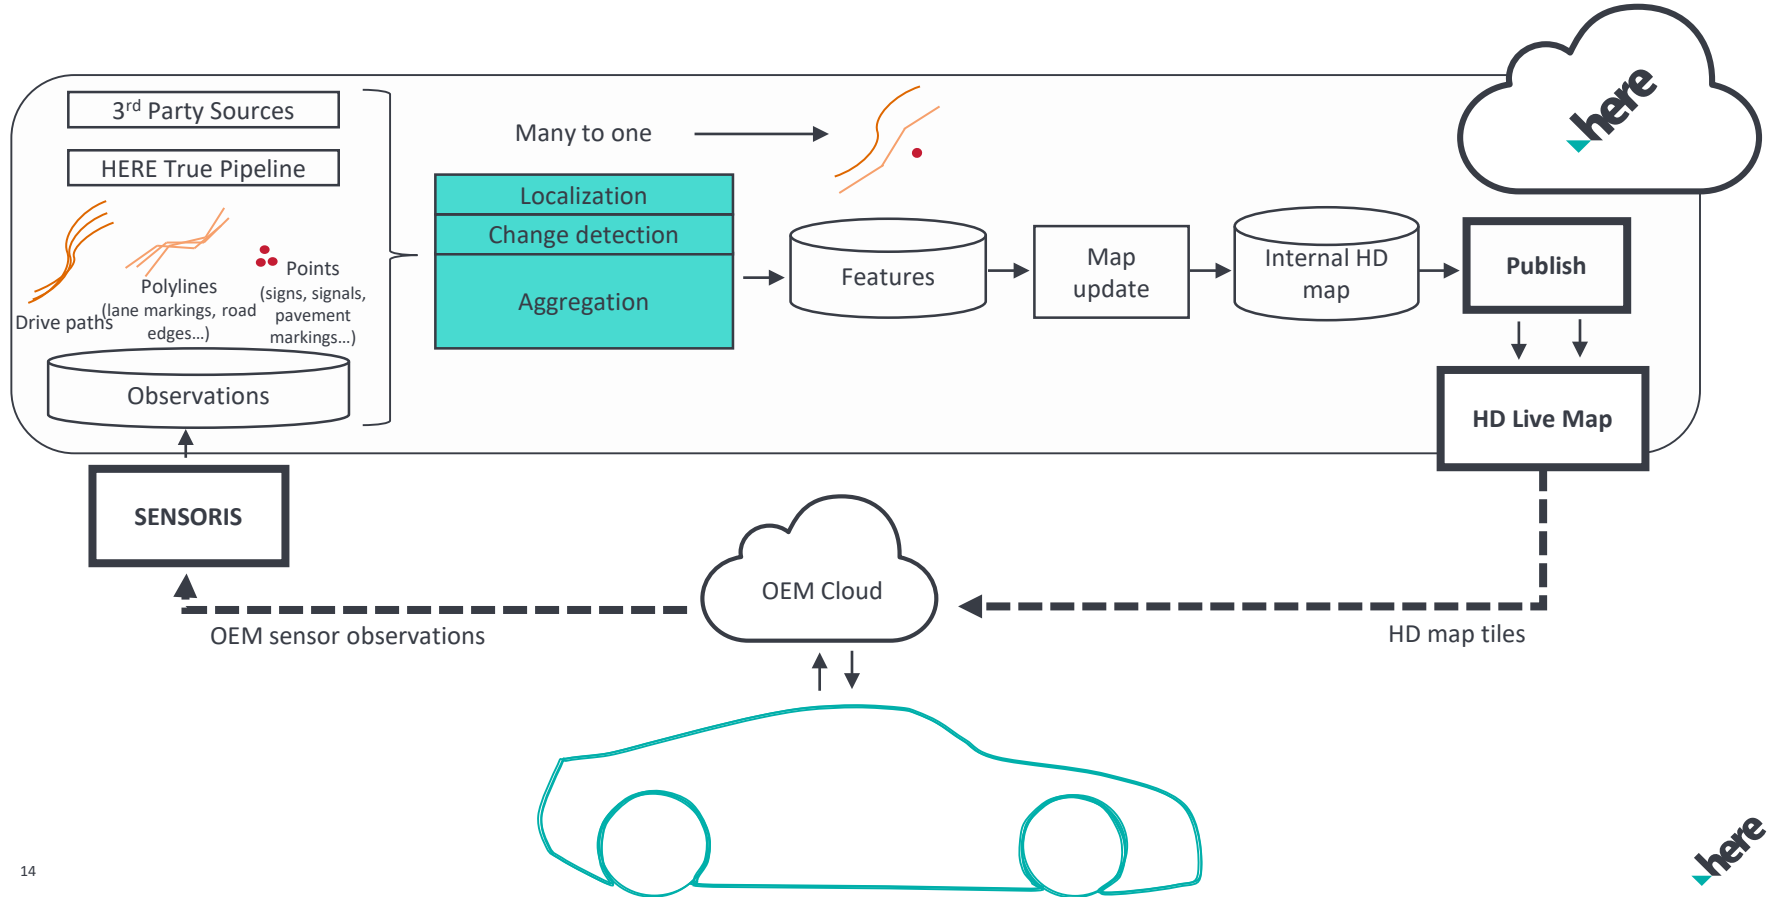 here
3rd Party Sources
HERE True Pipeline
Many to one
Localization
Change detection
Aggregation
Drive paths
Polylines
(lane markings, road
edges...)
Points
(signs, signals,
pavement
markings...)
Observations
Features
Map
update
Internal HD
map
Publish
HD Live Map
SENSORIS
OEM Cloud
OEM sensor observations
HD map tiles
14
here